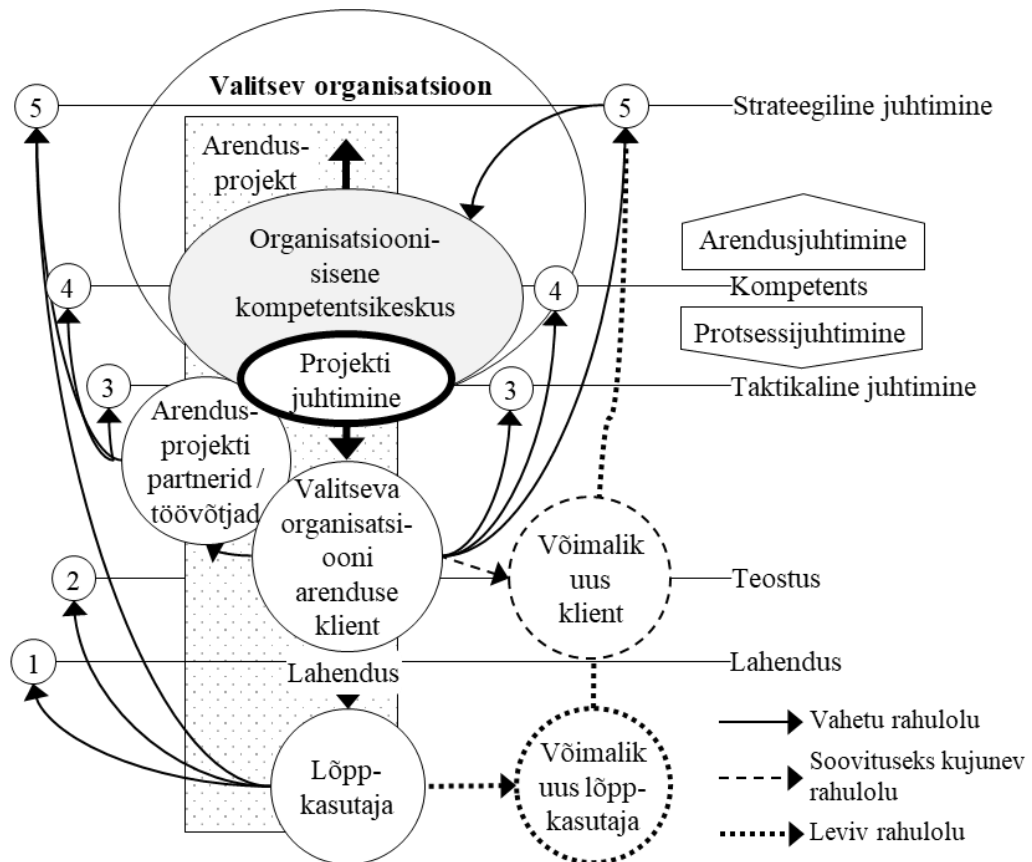 Valitsev organisatsioon
5
5
Strateegiline juhtimine
Arendus-
projekt
Arendusjuhtimine
Organisatsiooni-
sisene
kompetentsikeskus
4
4
Kompetents
Protsessijuhtimine
Projekti
juhtimine
3
3
Taktikaline juhtimine
Arendus-
projekti
partnerid /
töövõtjad
Valitseva
organisatsi-
ooni
arenduse
klient
Võimalik
uus
klient
2
Teostus
1
Lahendus
Lahendus
Lõpp-
kasutaja
Võimalik
uus lõpp-
kasutaja
Vahetu rahulolu
Soovituseks kujunev
rahulolu
Leviv rahulolu